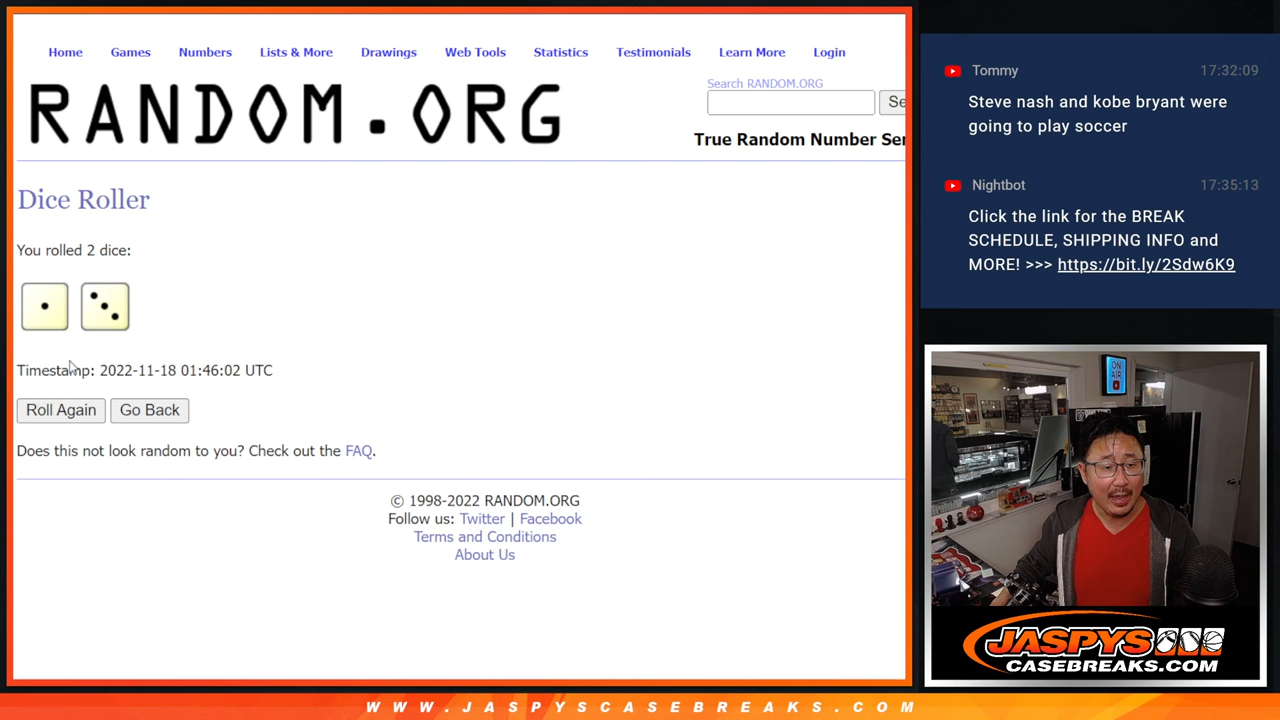 Home Games Numbers Lists & More Drawings Web Tools Statistics Testimonials Learn More Login
RANDOM.ORG
Search RANDOM.ORG
Se
True Random Number Ser
Dice Roller
You rolled 2 dice:
Timestamp: 2022-11-18 01:46:02 UTC
Roll Again Go Back
Does this not look random to you? Check out the FAQ.
© 1998-2022 RANDOM.ORG
Follow us: Twitter | Facebook
Terms and Conditions
About Us
Tommy 17:32:09
Steve nash and kobe bryant were
going to play soccer
Nightbot 17:35:13
Click the link for the BREAK
SCHEDULE, SHIPPING INFO and
MORE! >>> https://bit.ly/2Sdw6K9
ON
AIR
JASPYS
CASEBREAKS.COM
WWW.JASPYSCASEBREAKS.COM